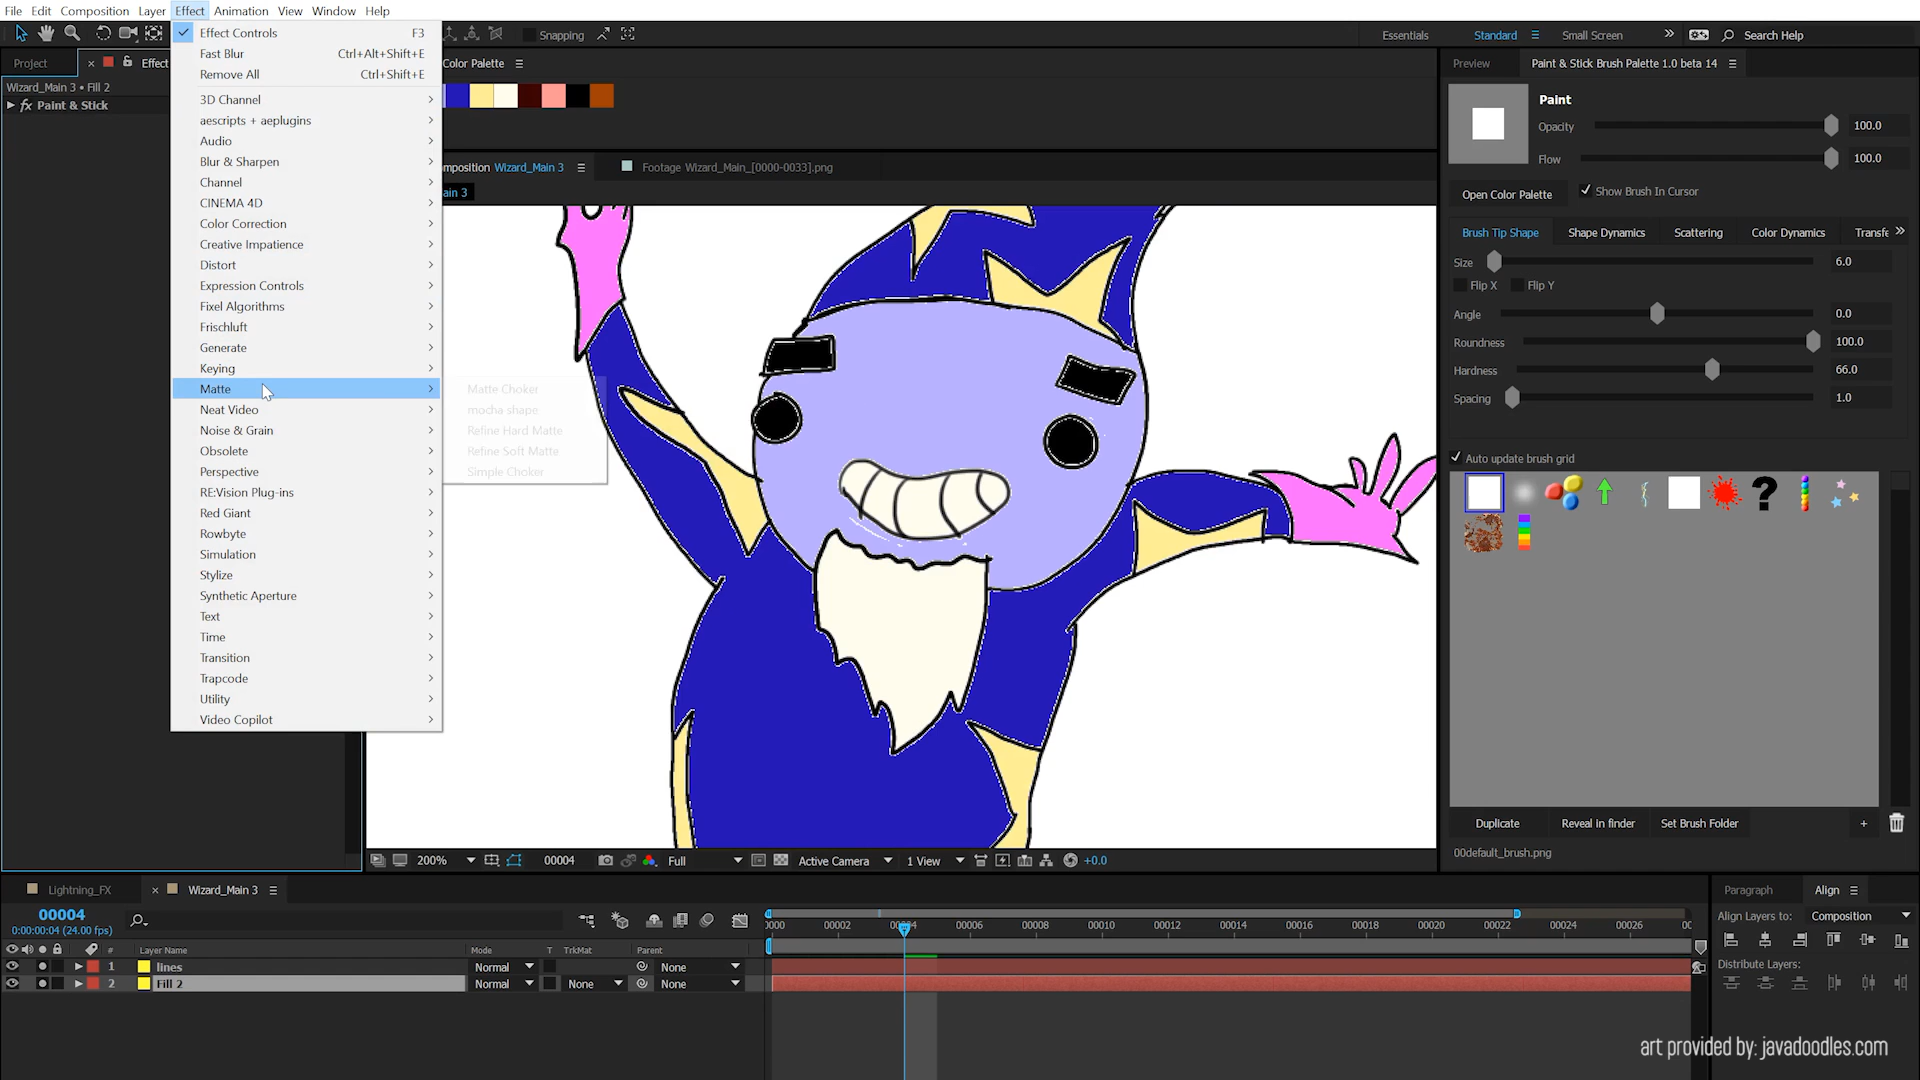 File Edit Composition Layer Effect Animation View Window Help
Effect Controls F3
Fast Blur Ctrl+Alt+Shift+E
Remove All Ctrl+Shift+E
3D Channel
aescripts + aeplugins
Audio
Blur & Sharpen
Channel
CINEMA 4D
Color Correction
Creative Impatience
Distort
Expression Controls
Fixel Algorithms
Frischluft
Generate
Keying
Matte
Neat Video
Noise & Grain
Obsolete
Perspective
RE:Vision Plug-ins
Red Giant
Rowbyte
Simulation
Stylize
Synthetic Aperture
Text
Time
Transition
Trapcode
Utility
Video Copilot
Matte Choker
mocha shape
Refine Hard Matte
Refine Soft Matte
Simple Choker
Snapping
Essentials Standard Small Screen Search Help
Project Effect
Wizard_Main 3 • Fill 2
fx Paint & Stick
Color Palette
mposition Wizard_Main 3 Footage Wizard_Main_[0000-0033].png
ain 3
Preview Paint & Stick Brush Palette 1.0 beta 14
Paint
Opacity 100.0
Flow 100.0
Open Color Palette Show Brush In Cursor
Brush Tip Shape Shape Dynamics Scattering Color Dynamics Transfe
Size 6.0
Flip X Flip Y
Angle 0.0
Roundness 100.0
Hardness 66.0
Spacing 1.0
Auto update brush grid
Duplicate Reveal in finder Set Brush Folder +
00default_brush.png
200% 00004 Full Active Camera 1 View +0.0
Lightning_FX Wizard_Main 3
00004
0:00:00:04 (24.00 fps)
0000 00002 00004 00006 00008 00010 00012 00014 00016 00018 00020 00022 00024 00026 00
# Layer Name Mode T TrkMat Parent
1 lines Normal None
2 Fill 2 Normal None None
Paragraph Align
Align Layers to: Composition
Distribute Layers:
art provided by: javadoodles.com